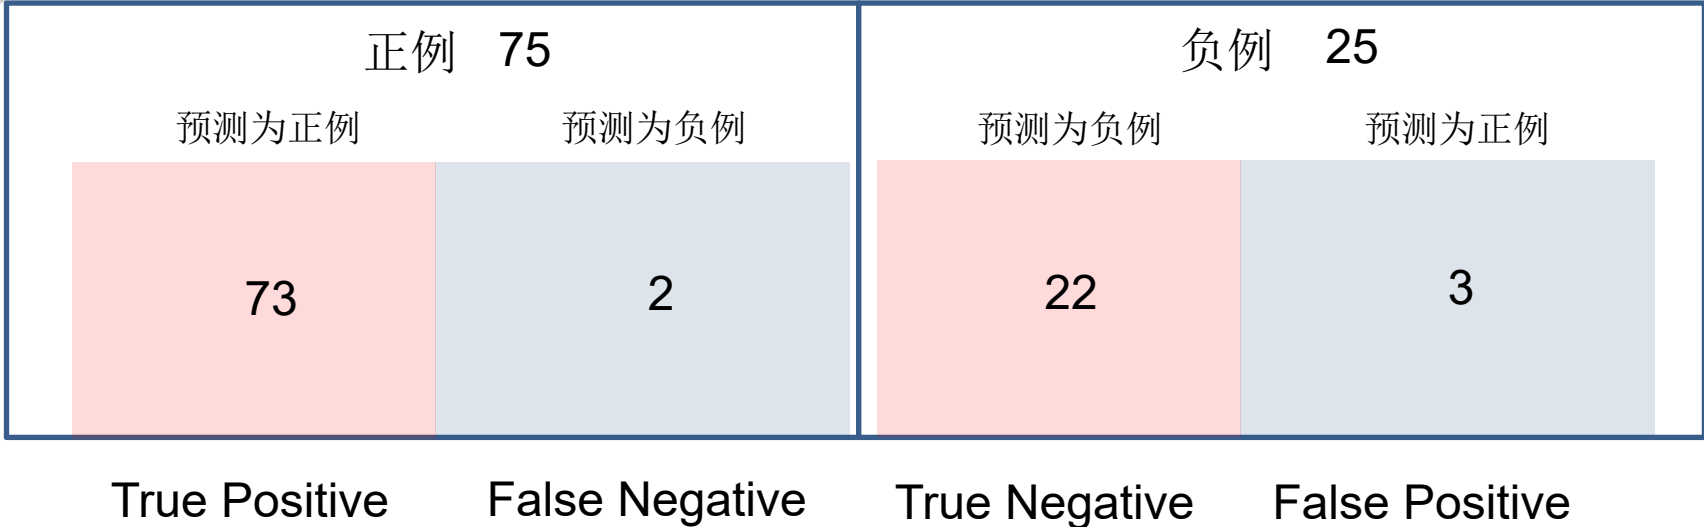 正例 75
负例 25
预测为正例 预测为负例
预测为负例 预测为正例
73 2 22 3
True Positive False Negative True Negative False Positive